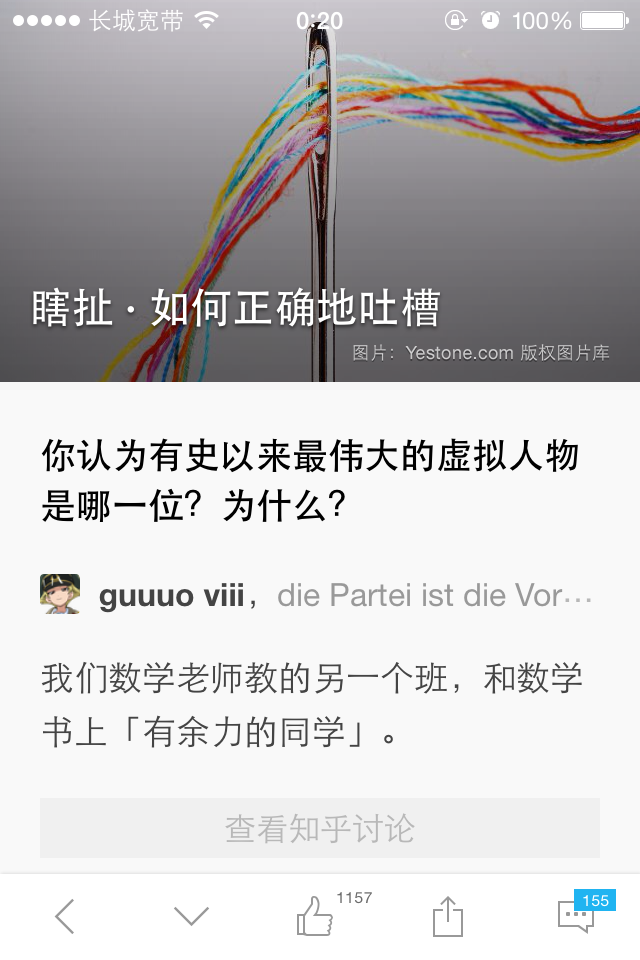 长城宽带 0:20 100%
瞎扯 · 如何正确地吐槽
图片：Yestone.com 版权图片库
你认为有史以来最伟大的虚拟人物
是哪一位？为什么？
guuuo viii，die Partei ist die Vor…
我们数学老师教的另一个班，和数学
书上「有余力的同学」。
查看知乎讨论
1157
155